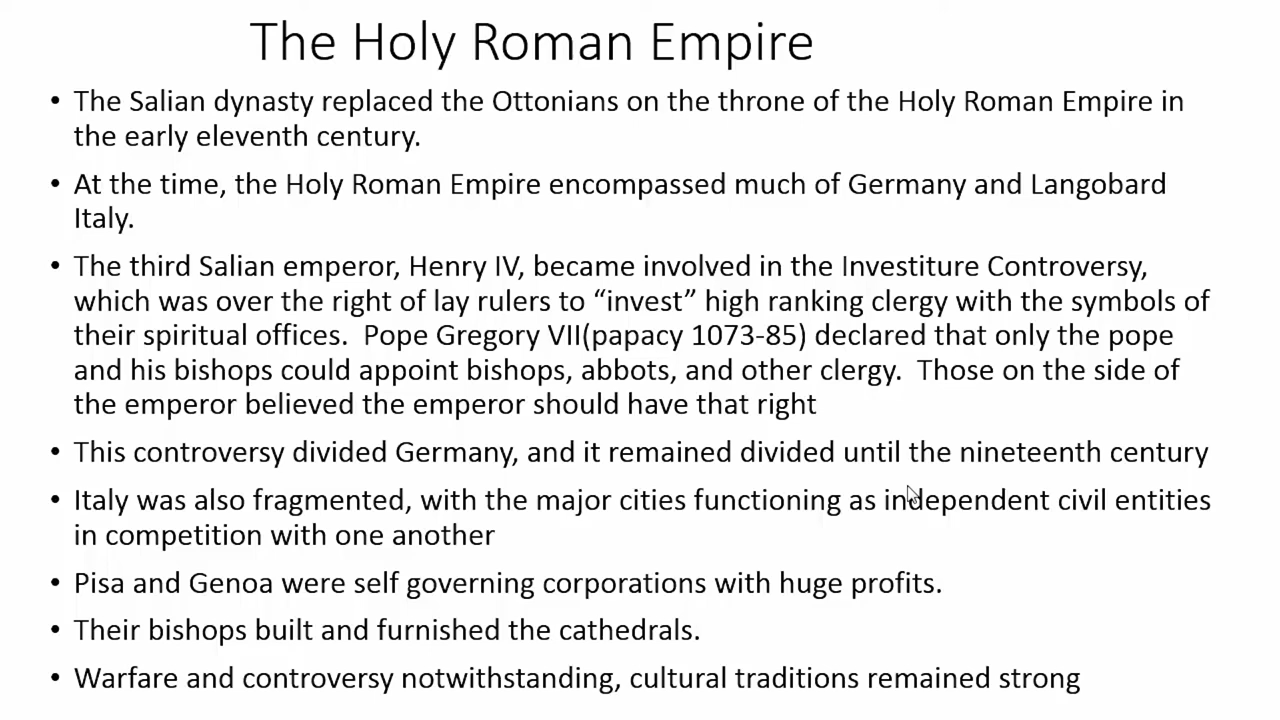 The Holy Roman Empire
• The Salian dynasty replaced the Ottonians on the throne of the Holy Roman Empire in
the early eleventh century.
• At the time, the Holy Roman Empire encompassed much of Germany and Langobard
Italy.
• The third Salian emperor, Henry IV, became involved in the Investiture Controversy,
which was over the right of lay rulers to “invest” high ranking clergy with the symbols of
their spiritual offices.  Pope Gregory VII(papacy 1073-85) declared that only the pope
and his bishops could appoint bishops, abbots, and other clergy.  Those on the side of
the emperor believed the emperor should have that right
• This controversy divided Germany, and it remained divided until the nineteenth century
• Italy was also fragmented, with the major cities functioning as independent civil entities
in competition with one another
• Pisa and Genoa were self governing corporations with huge profits.
• Their bishops built and furnished the cathedrals.
• Warfare and controversy notwithstanding, cultural traditions remained strong